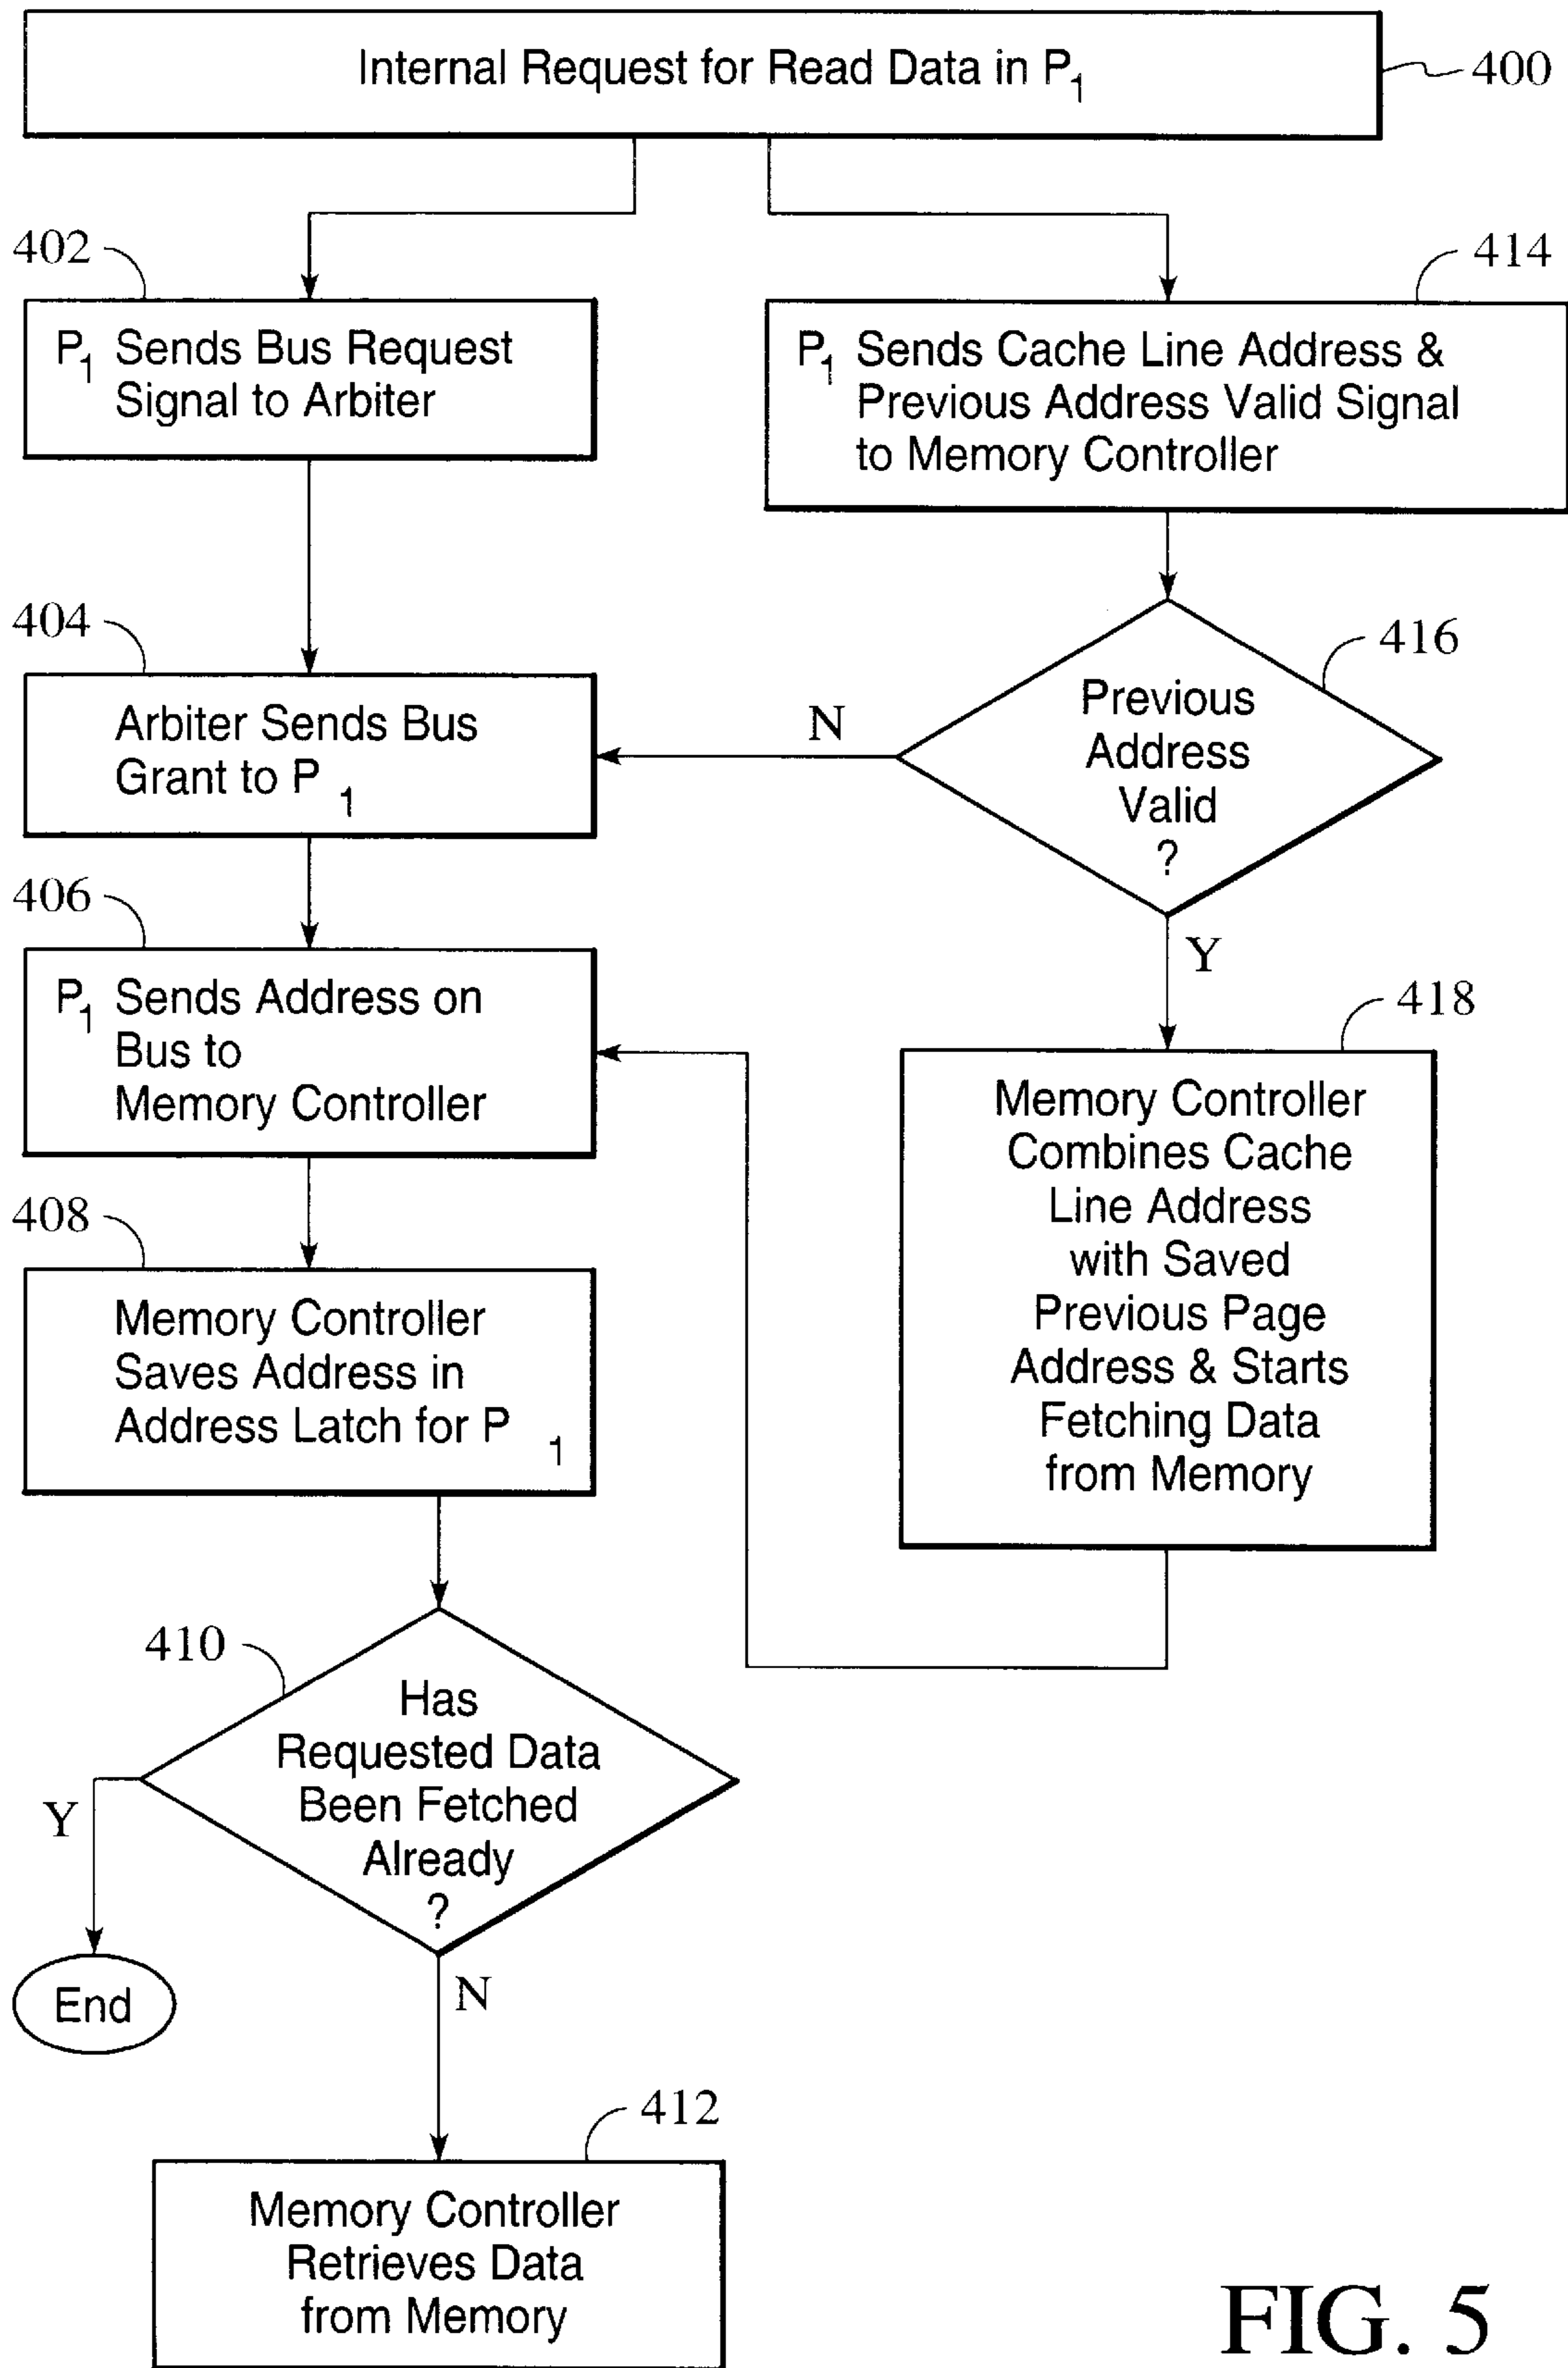 Internal Request for Read Data in P1
400
402
P1 Sends Bus Request
Signal to Arbiter
414
P1 Sends Cache Line Address &
Previous Address Valid Signal
to Memory Controller
404
Arbiter Sends Bus
Grant to P1
N
416
Previous
Address
Valid
?
Y
406
P1 Sends Address on
Bus to
Memory Controller
418
Memory Controller
Combines Cache
Line Address
with Saved
Previous Page
Address & Starts
Fetching Data
from Memory
408
Memory Controller
Saves Address in
Address Latch for P1
410
Has
Requested Data
Been Fetched
Already
?
Y
End
N
412
Memory Controller
Retrieves Data
from Memory
FIG. 5